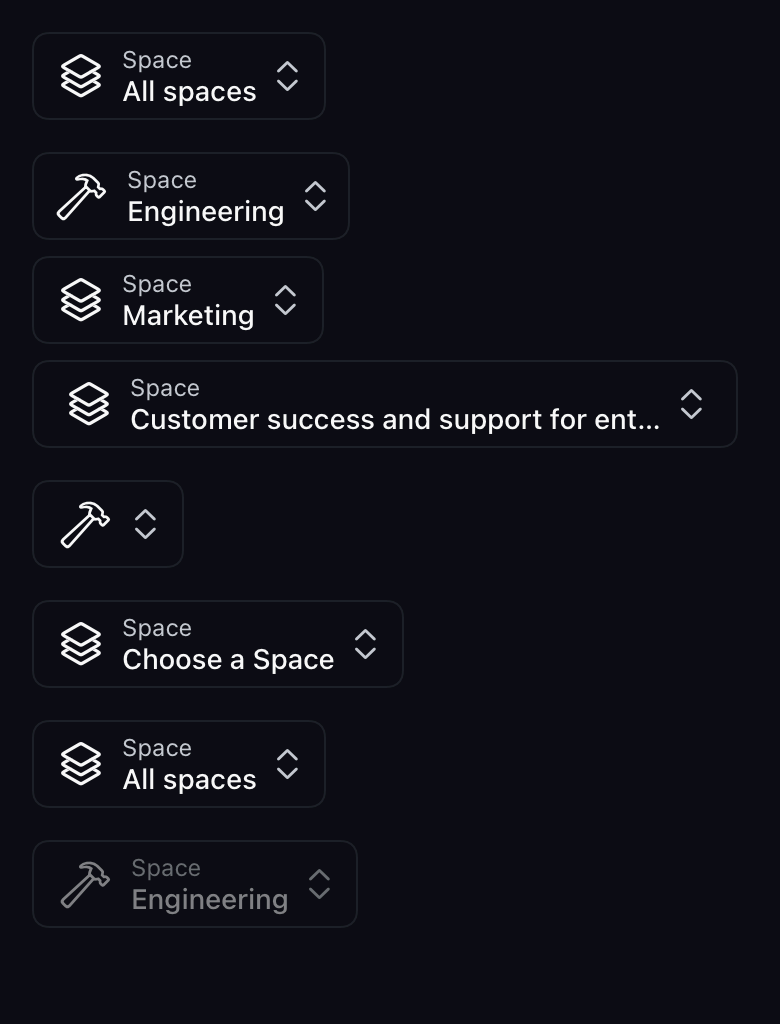 Space
All spaces
Space
Engineering
Space
Marketing
Space
Customer success and support for ent...
Space
Choose a Space
Space
All spaces
Space
Engineering